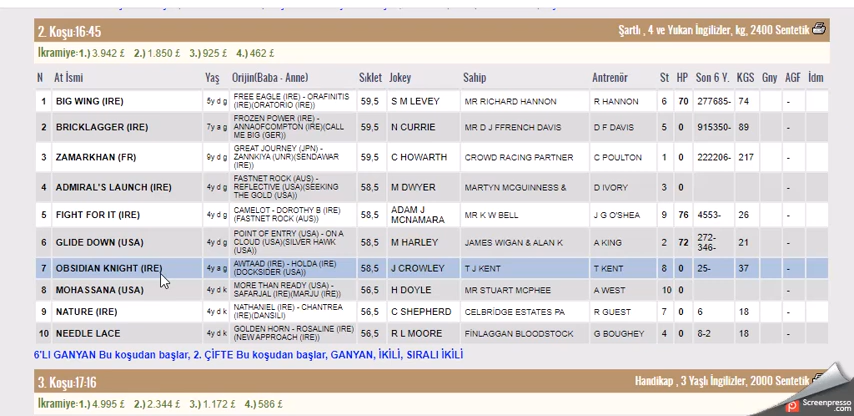 2. Koşu:16:45 Şartlı , 4 ve Yukarı İngilizler, kg, 2400 Sentetik
İkramiye:1.) 3.942 £ 2.) 1.850 £ 3.) 925 £ 4.) 462 £
N At İsmi Yaş Orijin(Baba - Anne) Sıklet Jokey Sahip Antrenör St HP Son 6 Y. KGS Gny AGF İdm
1 BIG WING (IRE) 5y d g FREE EAGLE (IRE) - ORAFINITIS (IRE)(ORATORIO (IRE)) 59,5 S M LEVEY MR RICHARD HANNON R HANNON 6 70 277685- 74 -
2 BRICKLAGGER (IRE) 7y a g FROZEN POWER (IRE) - ANNAOFCOMPTON (IRE)(CALL ME BIG (GER)) 59,5 N CURRIE MR D J FFRENCH DAVIS D F DAVIS 5 0 915350- 89 -
3 ZAMARKHAN (FR) 9y d g GREAT JOURNEY (JPN) - ZANNKIYA (UNR)(SENDAWAR (IRE)) 59,5 C HOWARTH CROWD RACING PARTNER C POULTON 1 0 222206- 217 -
4 ADMIRAL'S LAUNCH (IRE) 4y d g FASTNET ROCK (AUS) - REFLECTIVE (USA)(SEEKING THE GOLD (USA)) 58,5 M DWYER MARTYN MCGUINNESS & D IVORY 3 0 -
5 FIGHT FOR IT (IRE) 4y d g CAMELOT - DOROTHY B (IRE)(FASTNET ROCK (AUS)) 58,5 ADAM J MCNAMARA MR K W BELL J G O'SHEA 9 76 4553- 26 -
6 GLIDE DOWN (USA) 4y d g POINT OF ENTRY (USA) - ON A CLOUD (USA)(SILVER HAWK (USA)) 58,5 M HARLEY JAMES WIGAN & ALAN K A KING 2 72 272-346- 21 -
7 OBSIDIAN KNIGHT (IRE) 4y a g AWTAAD (IRE) - HOLDA (IRE)(DOCKSIDER (USA)) 58,5 J CROWLEY T J KENT T KENT 8 0 25- 37 -
8 MOHASSANA (USA) 4y d k MORE THAN READY (USA) - SAFARJAL (IRE)(MARJU (IRE)) 56,5 H DOYLE MR STUART MCPHEE A WEST 10 0 -
9 NATURE (IRE) 4y d k NATHANIEL (IRE) - CHANTREA (IRE)(DANSILI) 56,5 C SHEPHERD CELBRİDGE ESTATES PA R GUEST 7 0 6 18 -
10 NEEDLE LACE 4y d k GOLDEN HORN - ROSALINE (IRE)(NEW APPROACH (IRE)) 56,5 R L MOORE FİNLAGGAN BLOODSTOCK G BOUGHEY 4 0 8-2 18 -
6'LI GANYAN Bu koşudan başlar, 2. ÇİFTE Bu koşudan başlar, GANYAN, İKİLİ, SIRALI İKİLİ
3. Koşu:17:16 Handikap , 3 Yaşlı İngilizler, 2000 Sentetik
İkramiye:1.) 4.995 £ 2.) 2.344 £ 3.) 1.172 £ 4.) 586 £
Screenpresso.com